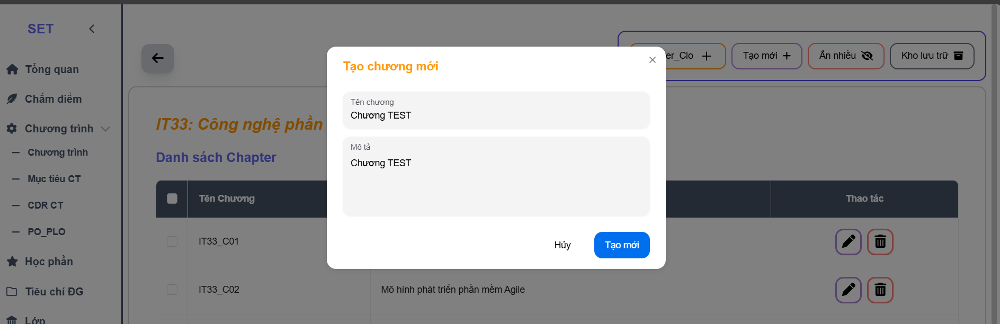 SET
Tổng quan
Chấm điểm
Chương trình
Chương trình
Mục tiêu CT
CDR CT
PO_PLO
Học phần
Tiêu chí ĐG
Lớp
er_Clo
Tạo mới
Ẩn nhiều
Kho lưu trữ
IT33: Công nghệ phần
Danh sách Chapter
Tên Chương
Thao tác
IT33_C01
IT33_C02
Mô hình phát triển phần mềm Agile
Tạo chương mới
Tên chương
Chương TEST
Mô tả
Chương TEST
Hủy
Tạo mới